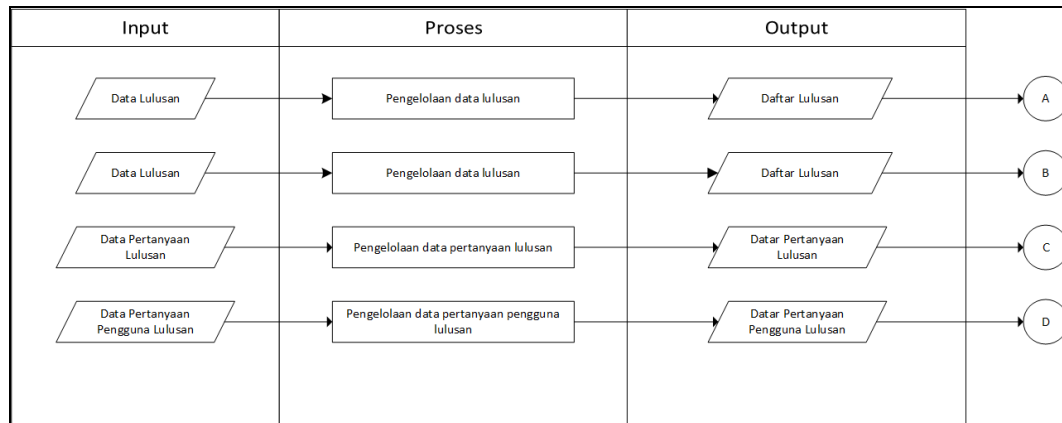 Input
Proses
Output
Data Lulusan
Pengelolaan data lulusan
Daftar Lulusan
A
Data Lulusan
Pengelolaan data lulusan
Daftar Lulusan
B
Data Pertanyaan
Lulusan
Pengelolaan data pertanyaan lulusan
Datar Pertanyaan
Lulusan
C
Data Pertanyaan
Pengguna Lulusan
Pengelolaan data pertanyaan pengguna
lulusan
Datar Pertanyaan
Pengguna Lulusan
D